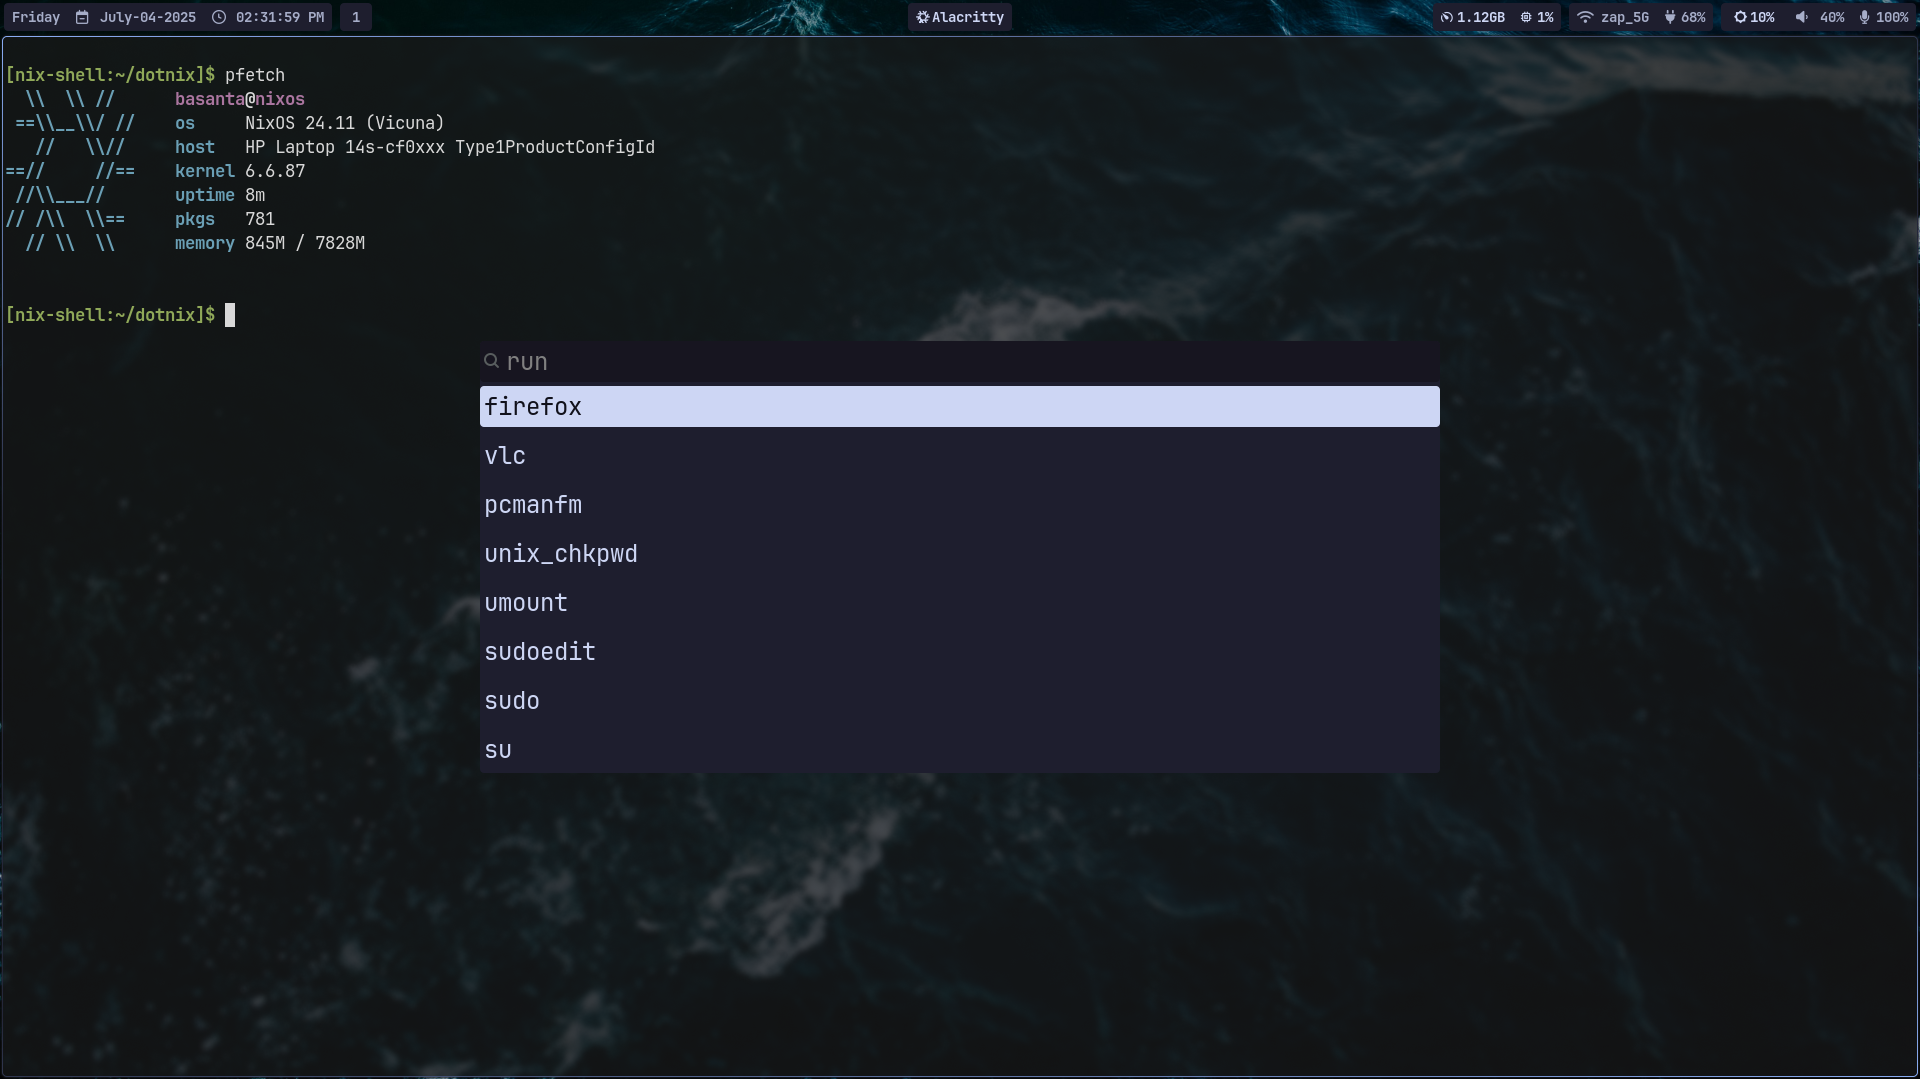 Friday July-04-2025 02:31:59 PM 1 Alacritty 1.12GB 1% zap_5G 68% 10% 40% 100%
[nix-shell:~/dotnix]$ pfetch
  \\  \\ //      basanta@nixos
 ==\\__\\/ //    os     NixOS 24.11 (Vicuna)
   //   \\//     host   HP Laptop 14s-cf0xxx Type1ProductConfigId
==//     //==    kernel 6.6.87
 //\\___//       uptime 8m
// /\\  \\==     pkgs   781
  // \\  \\      memory 845M / 7828M
[nix-shell:~/dotnix]$
run
firefox
vlc
pcmanfm
unix_chkpwd
umount
sudoedit
sudo
su